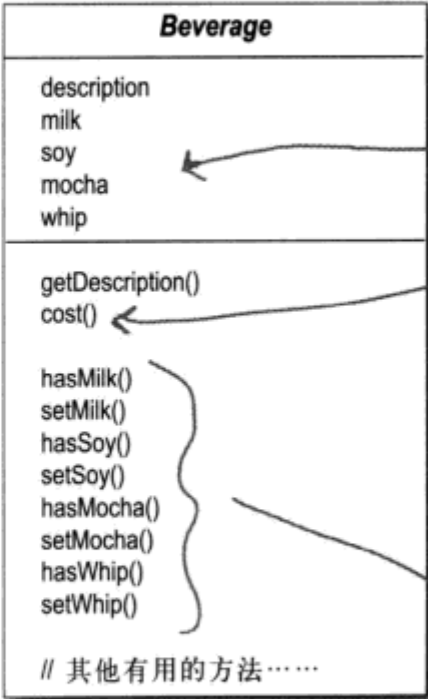 Beverage
description
milk
soy
mocha
whip
getDescription()
cost()
hasMilk()
setMilk()
hasSoy()
setSoy()
hasMocha()
setMocha()
hasWhip()
setWhip()
// 其他有用的方法……